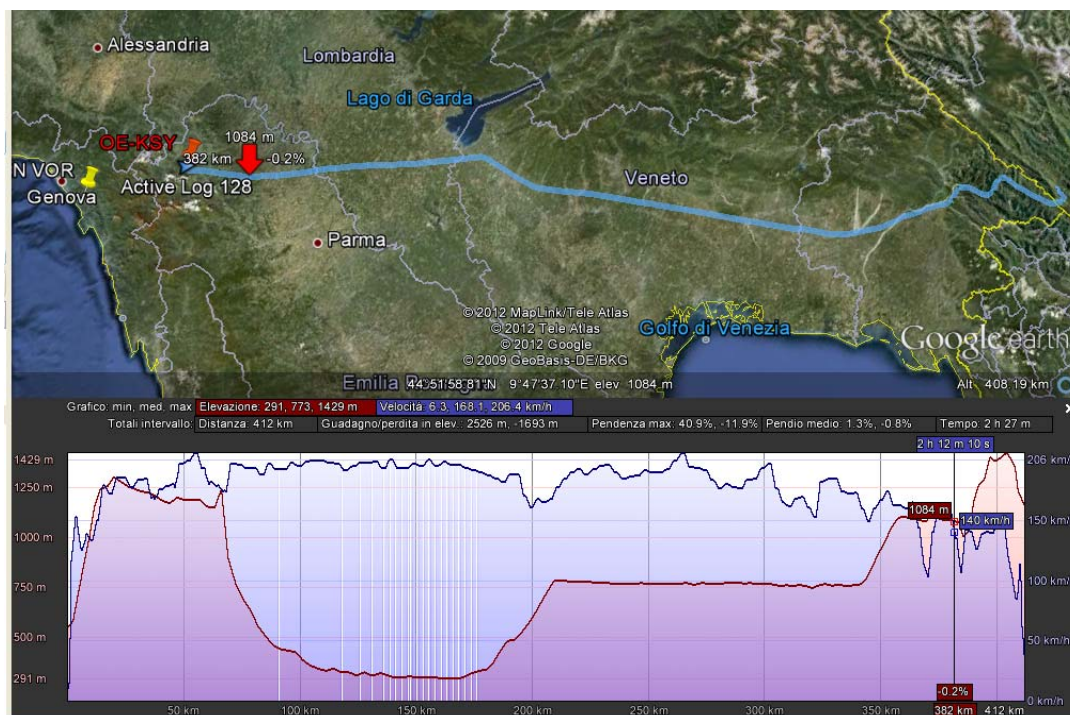 Alessandria
Lombardia
Lago di Garda
OE-KSY
1084 m
382 km
-0.2%
N VOR
Genova
Active Log 128
Veneto
Parma
© 2012 MapLink/Tele Atlas
© 2012 Tele Atlas
© 2012 Google
© 2009 GeoBasis-DE/BKG
Golfo di Venezia
Google earth
Emilia
44°51'58.81"N 9°47'37.10"E elev 1084 m
Alt 408.19 km
Grafico: min, med, max Elevazione: 291, 773, 1429 m Velocità: 6.3, 168.1, 206.4 km/h
Totali intervallo: Distanza: 412 km Guadagno/perdita in elev.: 2526 m, -1693 m Pendenza max: 40.9%, -11.9% Pendio medio: 1.3%, -0.8% Tempo: 2 h 27 m
2 h 12 m 10 s
1429 m
206 km/h
1250 m
1084 m
150 km/h
140 km/h
1000 m
750 m
100 km/h
500 m
50 km/h
291 m
-0.2%
0 km/h
50 km
100 km
150 km
200 km
250 km
300 km
350 km
382 km
412 km